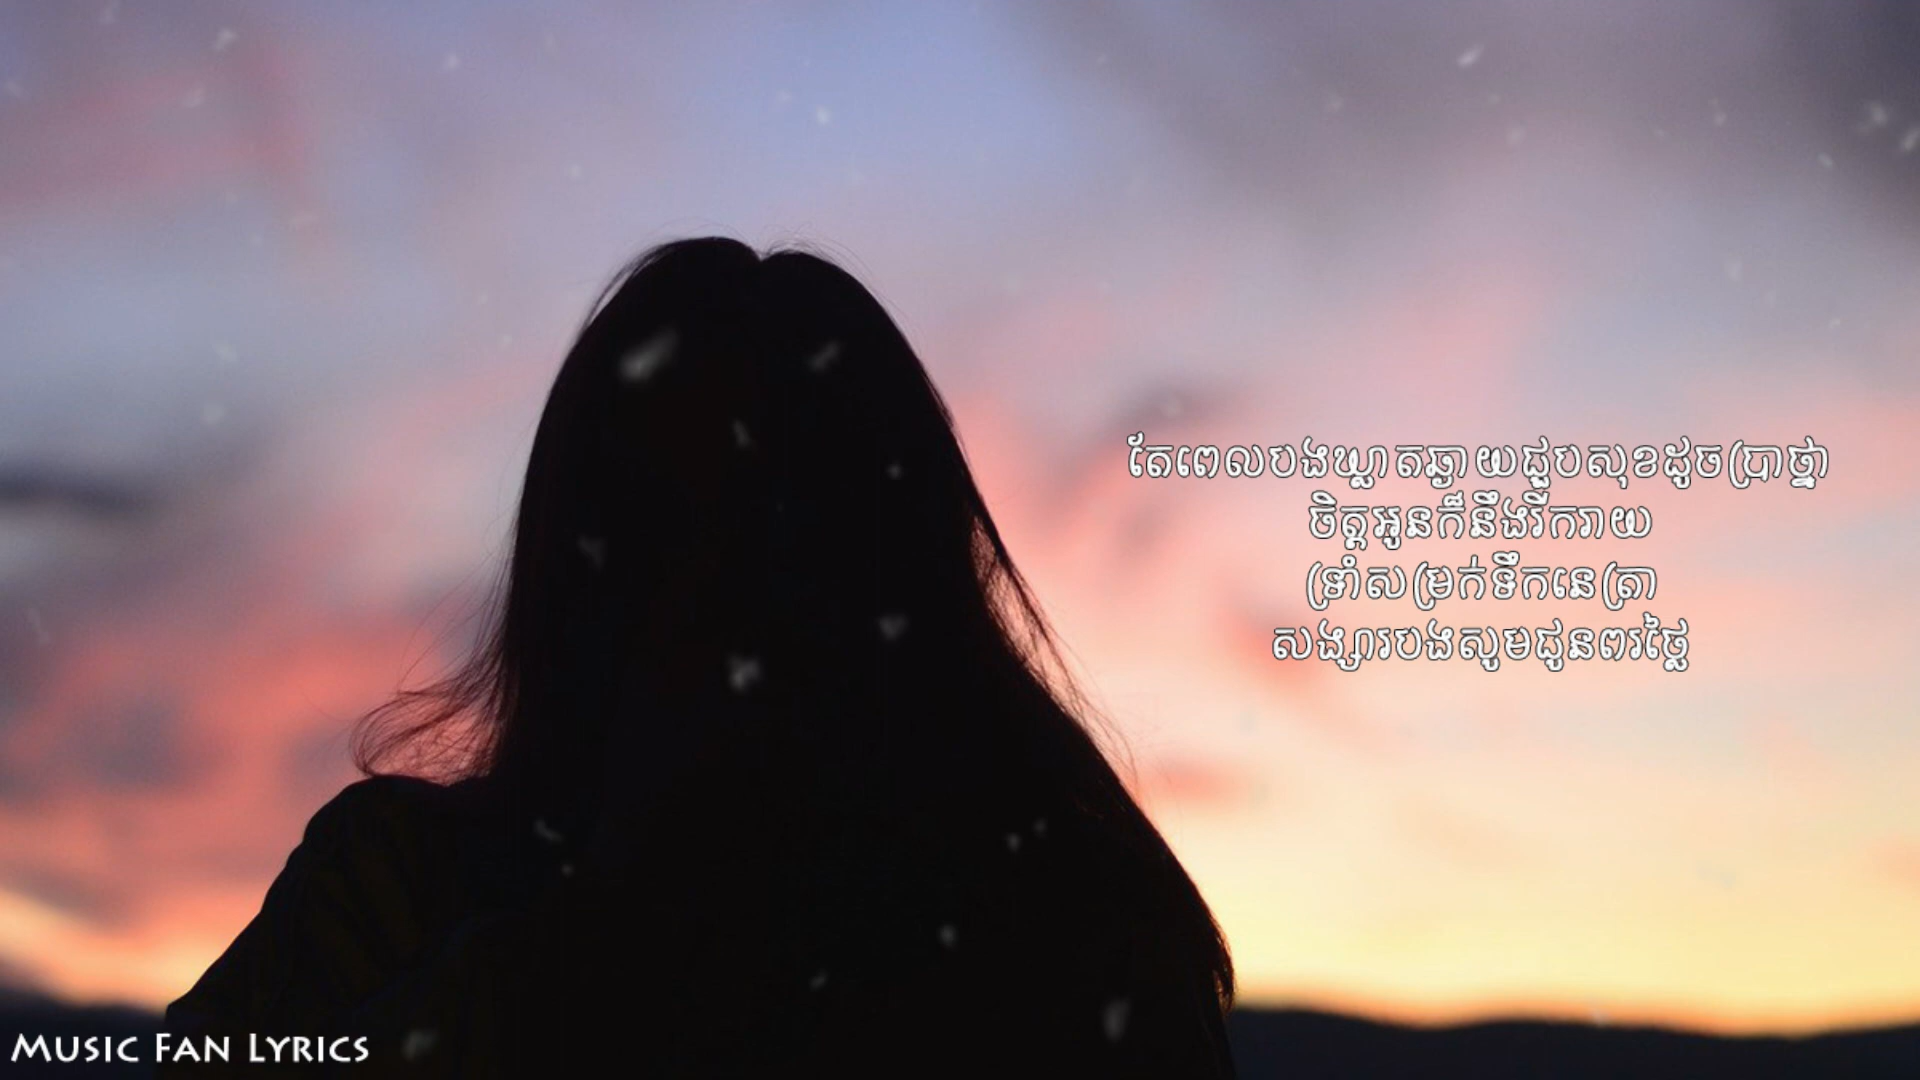 តែពេលបងឃ្លាតឆ្ងាយជួបសុខដូចប្រាថ្នា
ចិត្តអូនក៏នឹងរីករាយ
ទ្រាំសម្រក់ទឹកនេត្រា
សង្សារបងសូមជូនពរថ្លៃ
MUSIC FAN LYRICS